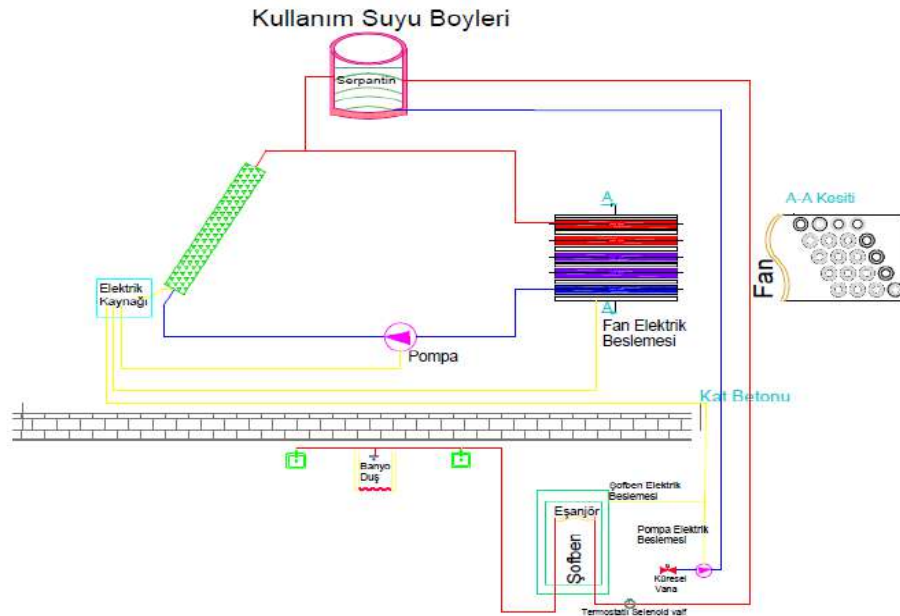 Kullanım Suyu Boyleri
Serpantin
A
A-A Kesiti
Elektrik
Kaynağı
Fan
A
Fan Elektrik
Beslemesi
Pompa
Kat Betonu
Banyo
Duş
Şofben Elektrik
Beslemesi
Eşanjör
Şofben
Pompa Elektrik
Beslemesi
Küresel
Vana
Termostatlı Selenoid valf